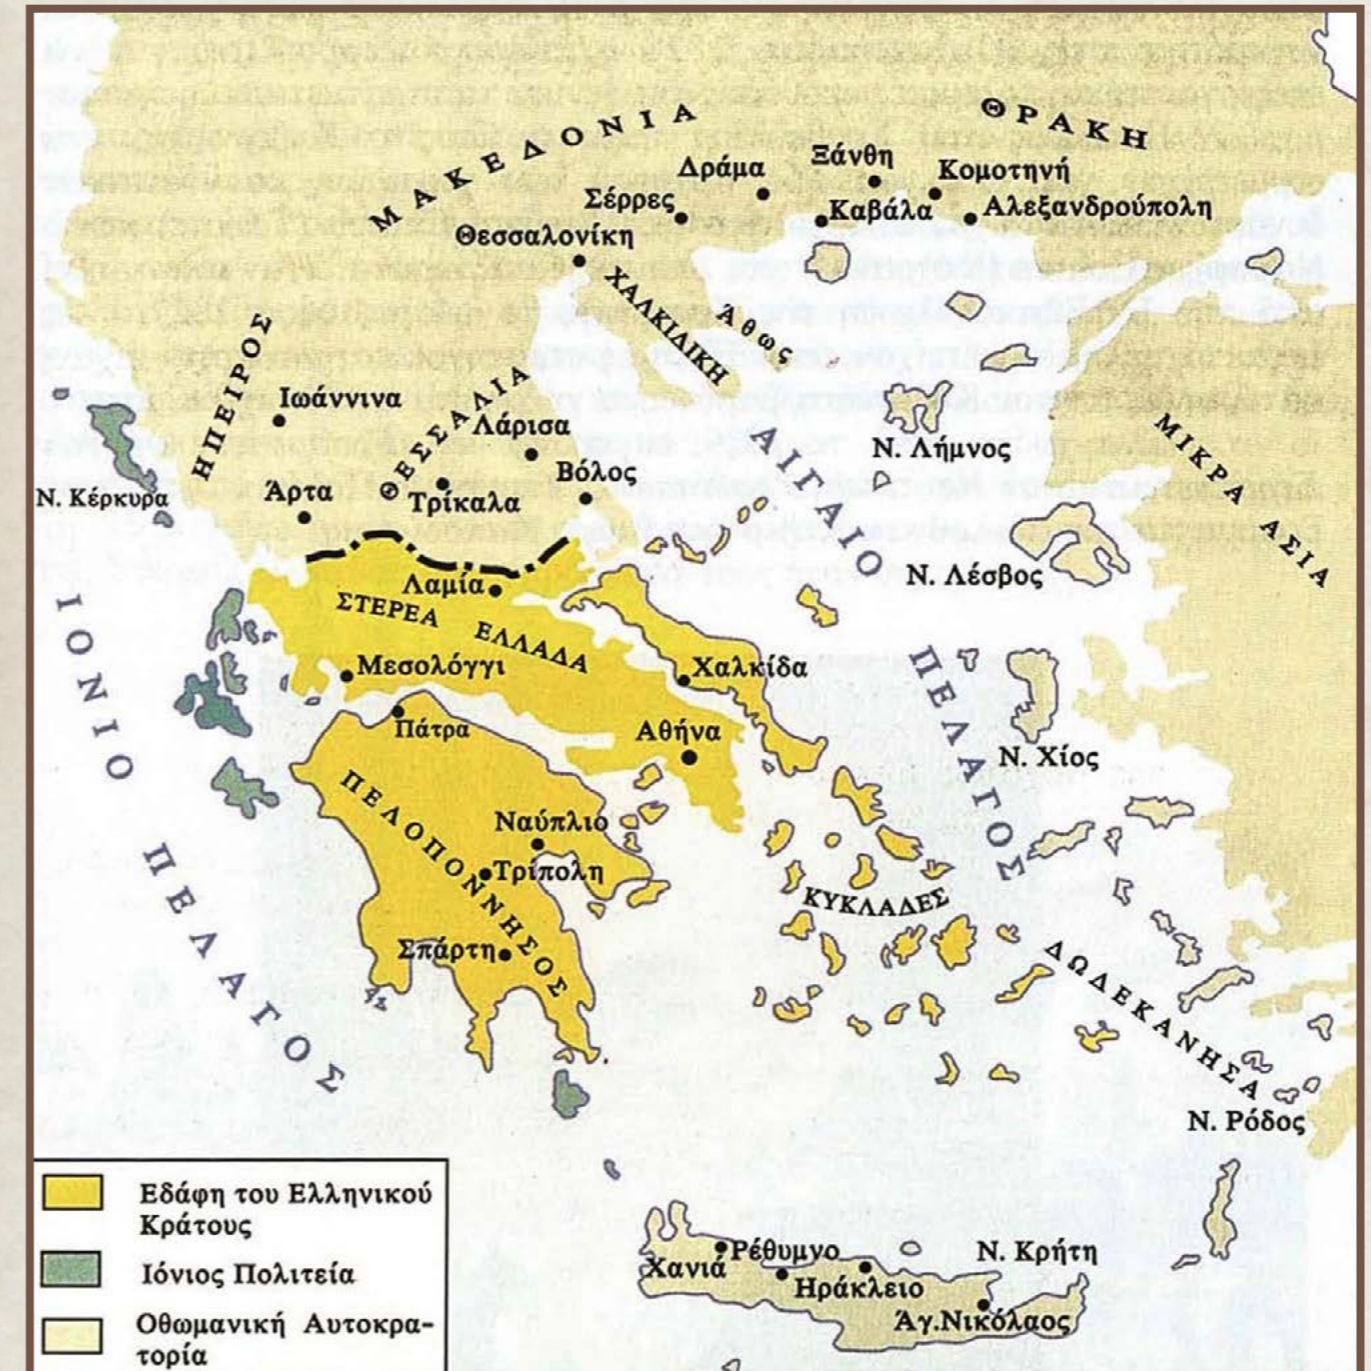 ΜΑΚΕΔΟΝΙΑ
ΘΡΑΚΗ
Ξάνθη
Δράμα
Κομοτηνή
Σέρρες
Καβάλα
Αλεξανδρούπολη
Θεσσαλονίκη
ΧΑΛΚΙΔΙΚΗ
Άθως
ΗΠΕΙΡΟΣ
Ιωάννινα
ΘΕΣΣΑΛΙΑ
Λάρισα
Ν. Λήμνος
ΜΙΚΡΑ ΑΣΙΑ
Βόλος
Ν. Κέρκυρα
Άρτα
Τρίκαλα
ΑΙΓΑΙΟ
ΠΕΛΑΓΟΣ
Λαμία
Ν. Λέσβος
ΣΤΕΡΕΑ ΕΛΛΑΔΑ
ΙΟΝΙΟ ΠΕΛΑΓΟΣ
Μεσολόγγι
Χαλκίδα
Πάτρα
Αθήνα
Ν. Χίος
ΠΕΛΟΠΟΝΝΗΣΟΣ
Ναύπλιο
Τρίπολη
ΚΥΚΛΑΔΕΣ
Σπάρτη
ΔΩΔΕΚΑΝΗΣΑ
Ν. Ρόδος
Εδάφη του Ελληνικού
Κράτους
Ιόνιος Πολιτεία
Οθωμανική Αυτοκρα-
τορία
Ρέθυμνο
Ν. Κρήτη
Χανιά
Ηράκλειο
Άγ.Νικόλαος